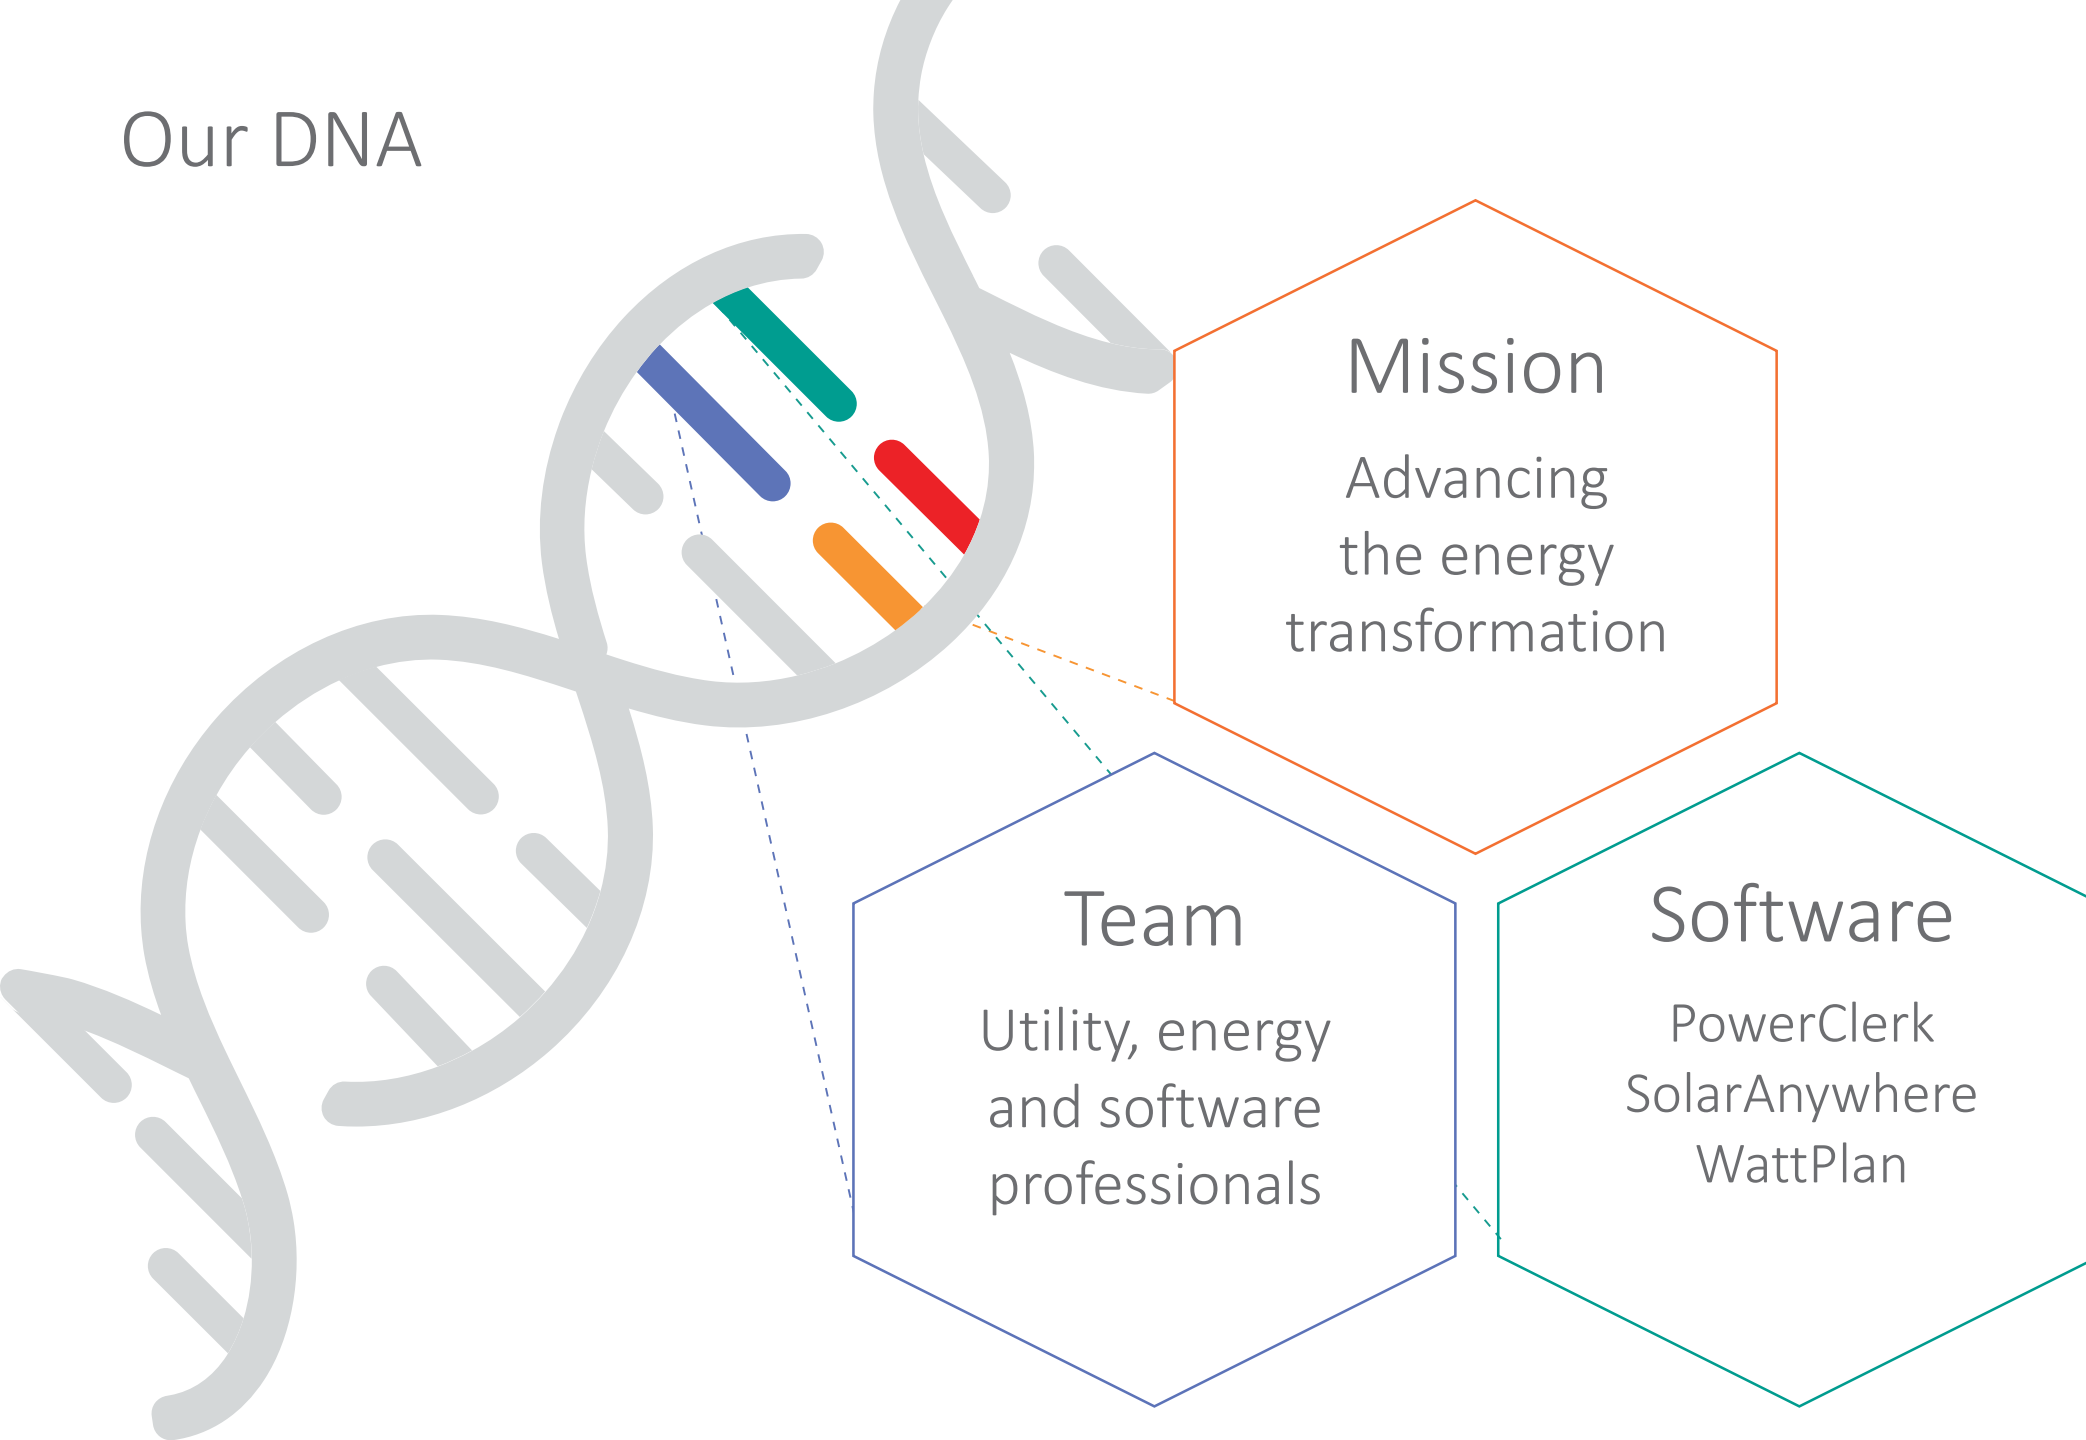 Our DNA
Mission
Advancing
the energy
transformation
Team
Utility, energy
and software
professionals
Software
PowerClerk
SolarAnywhere
WattPlan